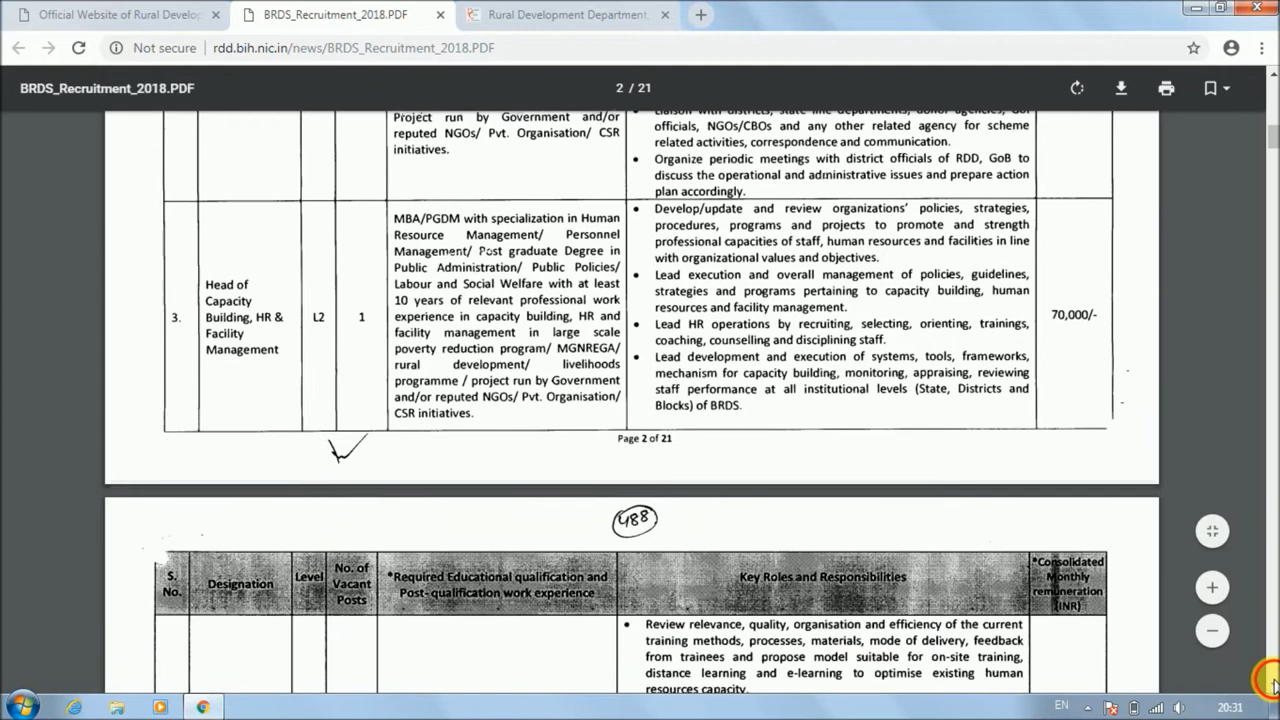 Official Website of Rural Develop
BRDS_Recruitment_2018.PDF
Rural Development Department,
Not secure
rdd.bih.nic.in/news/BRDS_Recruitment_2018.PDF
BRDS_Recruitment_2018.PDF
2 / 21
Project run by Government and/or
reputed NGOs/ Pvt. Organisation/ CSR
initiatives.
Liaison with districts, state line departments, donor agencies, GoI
officials, NGOs/CBOs and any other related agency for scheme
related activities, correspondence and communication.
• Organize periodic meetings with district officials of RDD, GoB to
discuss the operational and administrative issues and prepare action
plan accordingly.
3.
Head of
Capacity
Building, HR &
Facility
Management
L2
1
MBA/PGDM with specialization in Human
Resource Management/ Personnel
Management/ Post graduate Degree in
Public Administration/ Public Policies/
Labour and Social Welfare with at least
10 years of relevant professional work
experience in capacity building, HR and
facility management in large scale
poverty reduction program/ MGNREGA/
rural development/ livelihoods
programme / project run by Government
and/or reputed NGOs/ Pvt. Organisation/
CSR initiatives.
• Develop/update and review organizations' policies, strategies,
procedures, programs and projects to promote and strength
professional capacities of staff, human resources and facilities in line
with organizational values and objectives.
• Lead execution and overall management of policies, guidelines,
strategies and programs pertaining to capacity building, human
resources and facility management.
• Lead HR operations by recruiting, selecting, orienting, trainings,
coaching, counselling and disciplining staff.
• Lead development and execution of systems, tools, frameworks,
mechanism for capacity building, monitoring, appraising, reviewing
staff performance at all institutional levels (State, Districts and
Blocks) of BRDS.
70,000/-
Page 2 of 21
488
S.
No.
Designation
Level
No. of
Vacant
Posts
*Required Educational qualification and
Post- qualification work experience
Key Roles and Responsibilities
*Consolidated
Monthly
remuneration
(INR)
• Review relevance, quality, organisation and efficiency of the current
training methods, processes, materials, mode of delivery, feedback
from trainees and propose model suitable for on-site training,
distance learning and e-learning to optimise existing human
resources capacity.
EN
20:31